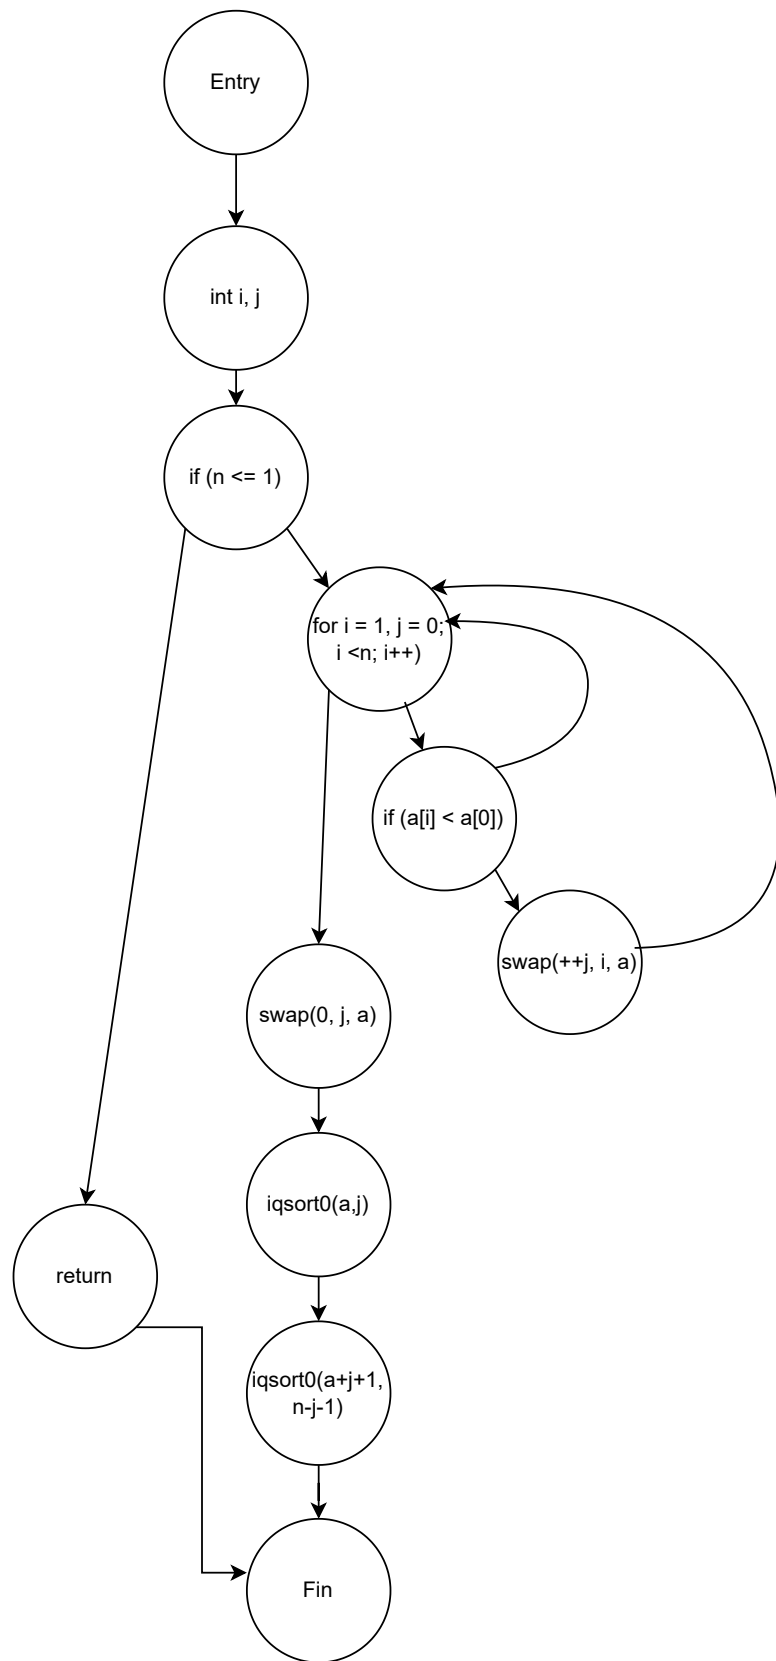 Entry
int i, j
if (n <= 1)
for i = 1, j = 0;
i <n; i++)
if (a[i] < a[0])
swap(++j, i, a)
swap(0, j, a)
iqsort0(a,j)
return
iqsort0(a+j+1,
n-j-1)
Fin